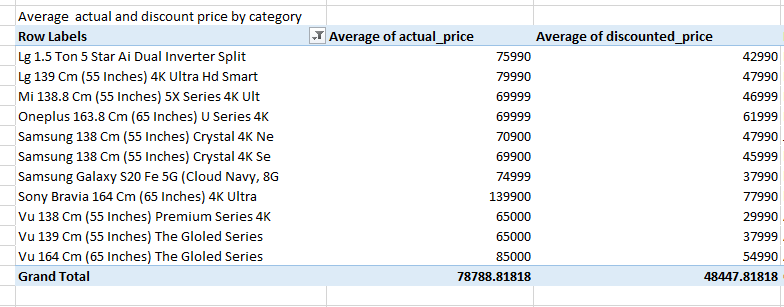 Average actual and discount price by category
Row Labels Average of actual_price Average of discounted_price
Lg 1.5 Ton 5 Star Ai Dual Inverter Split 75990 42990
Lg 139 Cm (55 Inches) 4K Ultra Hd Smart 79990 47990
Mi 138.8 Cm (55 Inches) 5X Series 4K Ult 69999 46999
Oneplus 163.8 Cm (65 Inches) U Series 4K 69999 61999
Samsung 138 Cm (55 Inches) Crystal 4K Ne 70900 47990
Samsung 138 Cm (55 Inches) Crystal 4K Se 69900 45999
Samsung Galaxy S20 Fe 5G (Cloud Navy, 8G 74999 37990
Sony Bravia 164 Cm (65 Inches) 4K Ultra 139900 77990
Vu 138 Cm (55 Inches) Premium Series 4K 65000 29990
Vu 139 Cm (55 Inches) The Gloled Series 65000 37999
Vu 164 Cm (65 Inches) The Gloled Series 85000 54990
Grand Total 78788.81818 48447.81818